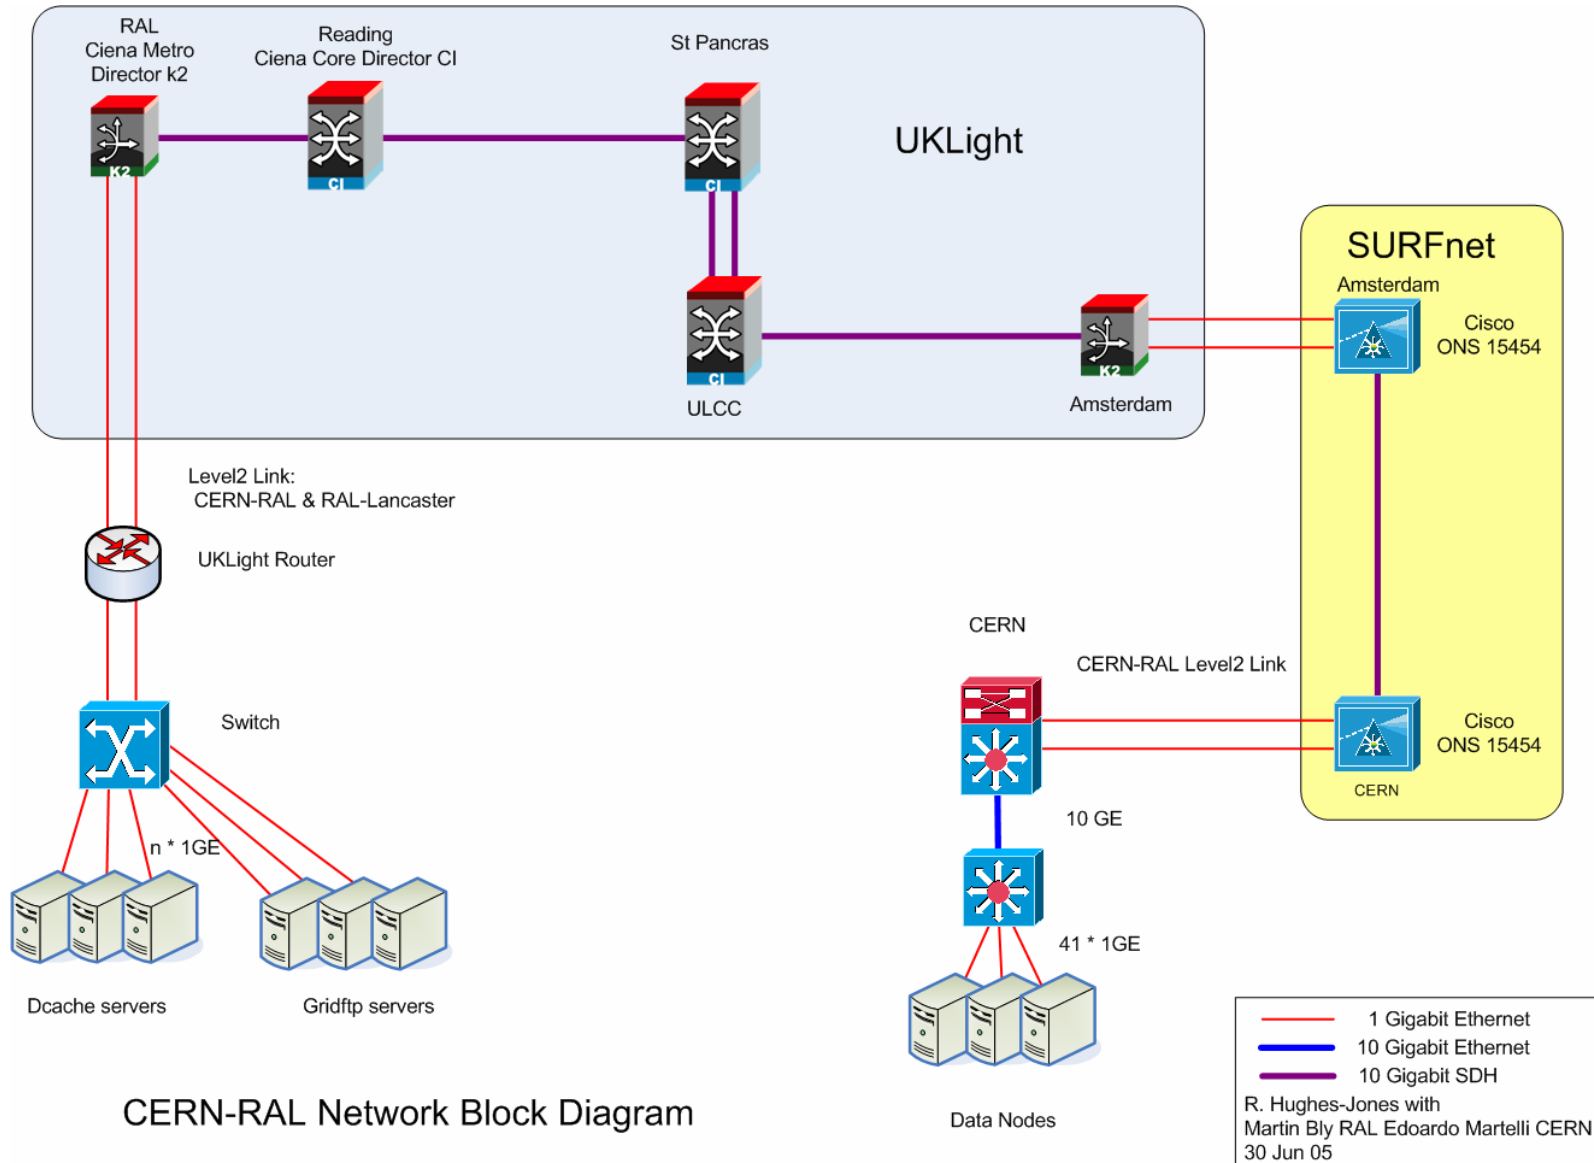 RAL
Ciena Metro
Director k2
Reading
Ciena Core Director CI
St Pancras
UKLight
K2
CI
CI
CI
ULCC
K2
Amsterdam
SURFnet
Amsterdam
Cisco
ONS 15454
Level2 Link:
CERN-RAL & RAL-Lancaster
UKLight Router
Switch
n * 1GE
Dcache servers
Gridftp servers
CERN
CERN-RAL Level2 Link
Cisco
ONS 15454
CERN
10 GE
41 * 1GE
Data Nodes
CERN-RAL Network Block Diagram
1 Gigabit Ethernet
10 Gigabit Ethernet
10 Gigabit SDH
R. Hughes-Jones with
Martin Bly RAL Edoardo Martelli CERN
30 Jun 05